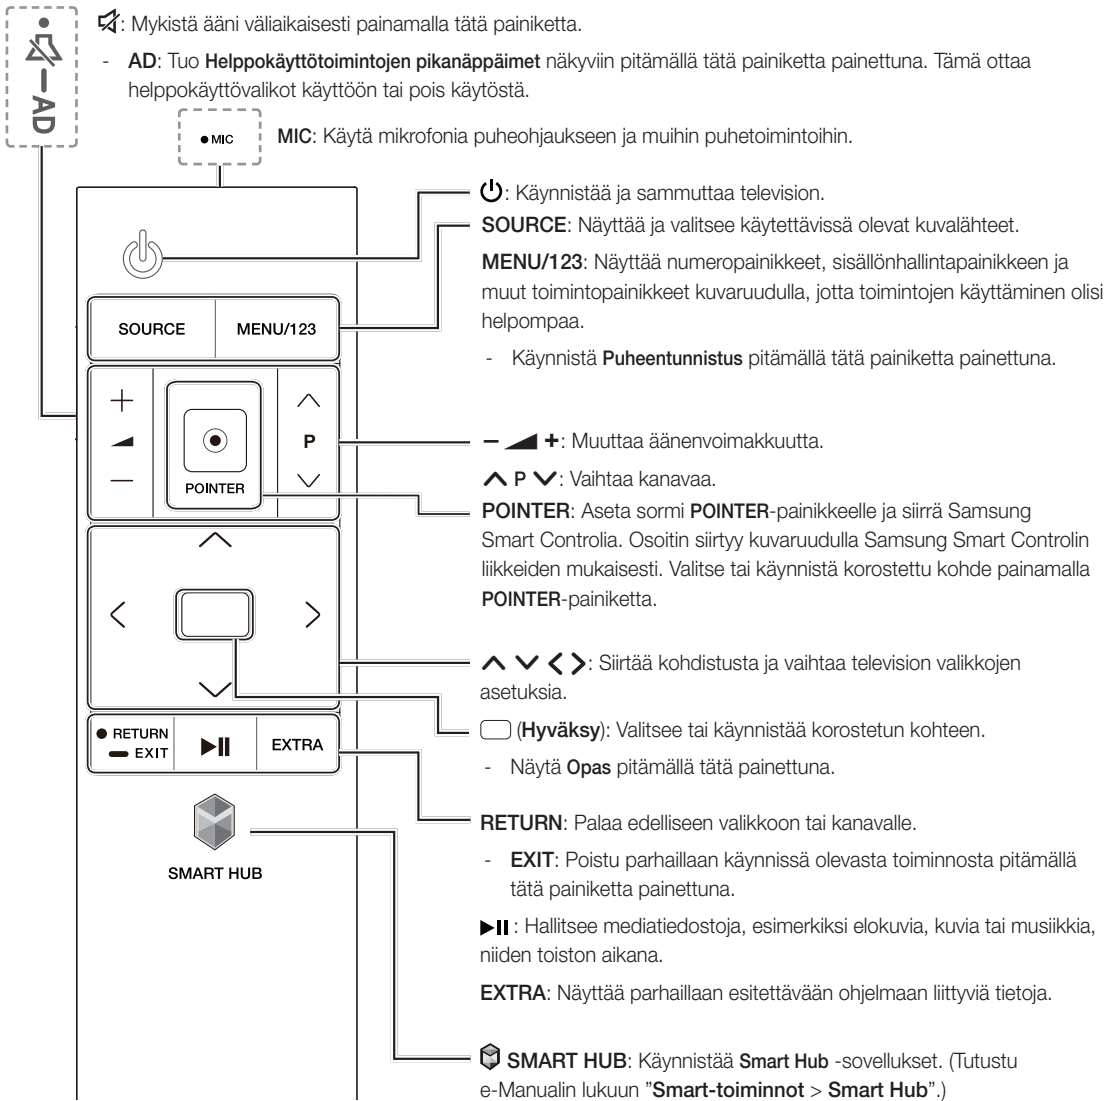 : Mykistä ääni väliaikaisesti painamalla tätä painiketta.
- AD: Tuo Helppokäyttötoimintojen pikanäppäimet näkyviin pitämällä tätä painiketta painettuna. Tämä ottaa
helppokäyttövalikot käyttöön tai pois käytöstä.
AD
MIC
MIC: Käytä mikrofonia puheohjaukseen ja muihin puhetoimintoihin.
: Käynnistää ja sammuttaa television.
SOURCE: Näyttää ja valitsee käytettävissä olevat kuvalähteet.
MENU/123: Näyttää numeropainikkeet, sisällönhallintapainikkeen ja
muut toimintopainikkeet kuvaruudulla, jotta toimintojen käyttäminen olisi
helpompaa.
- Käynnistä Puheentunnistus pitämällä tätä painiketta painettuna.
SOURCE
MENU/123
+
P
—
POINTER
− +: Muuttaa äänenvoimakkuutta.
P : Vaihtaa kanavaa.
POINTER: Aseta sormi POINTER-painikkeelle ja siirrä Samsung
Smart Controlia. Osoitin siirtyy kuvaruudulla Samsung Smart Controlin
liikkeiden mukaisesti. Valitse tai käynnistä korostettu kohde painamalla
POINTER-painiketta.
: Siirtää kohdistusta ja vaihtaa television valikkojen
asetuksia.
(Hyväksy): Valitsee tai käynnistää korostetun kohteen.
- Näytä Opas pitämällä tätä painettuna.
RETURN
EXIT
EXTRA
SMART HUB
RETURN: Palaa edelliseen valikkoon tai kanavalle.
- EXIT: Poistu parhaillaan käynnissä olevasta toiminnosta pitämällä
tätä painiketta painettuna.
: Hallitsee mediatiedostoja, esimerkiksi elokuvia, kuvia tai musiikkia,
niiden toiston aikana.
EXTRA: Näyttää parhaillaan esitettävään ohjelmaan liittyviä tietoja.
SMART HUB: Käynnistää Smart Hub -sovellukset. (Tutustu
e-Manualin lukuun ”Smart-toiminnot > Smart Hub”.)